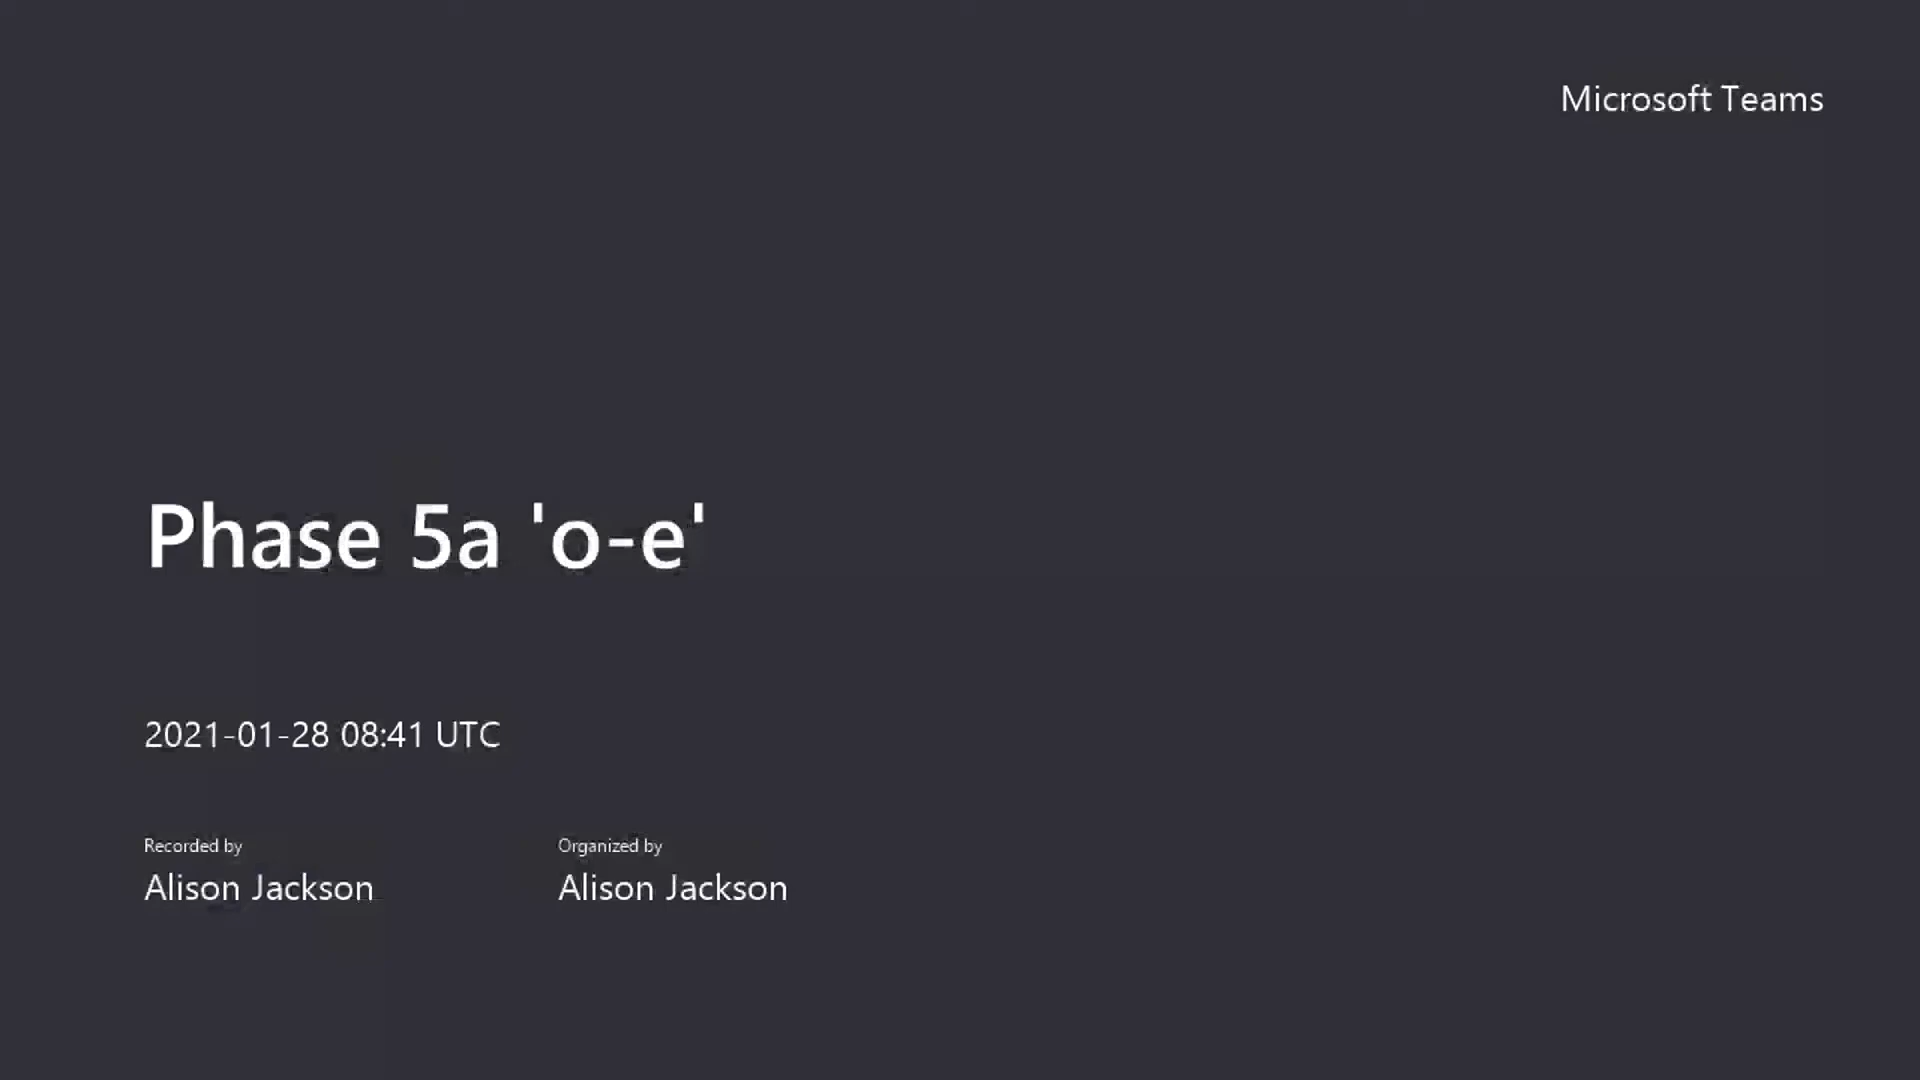 Microsoft Teams
Phase 5a 'o-e'
2021-01-28 08:41 UTC
Recorded by
Alison Jackson
Organized by
Alison Jackson